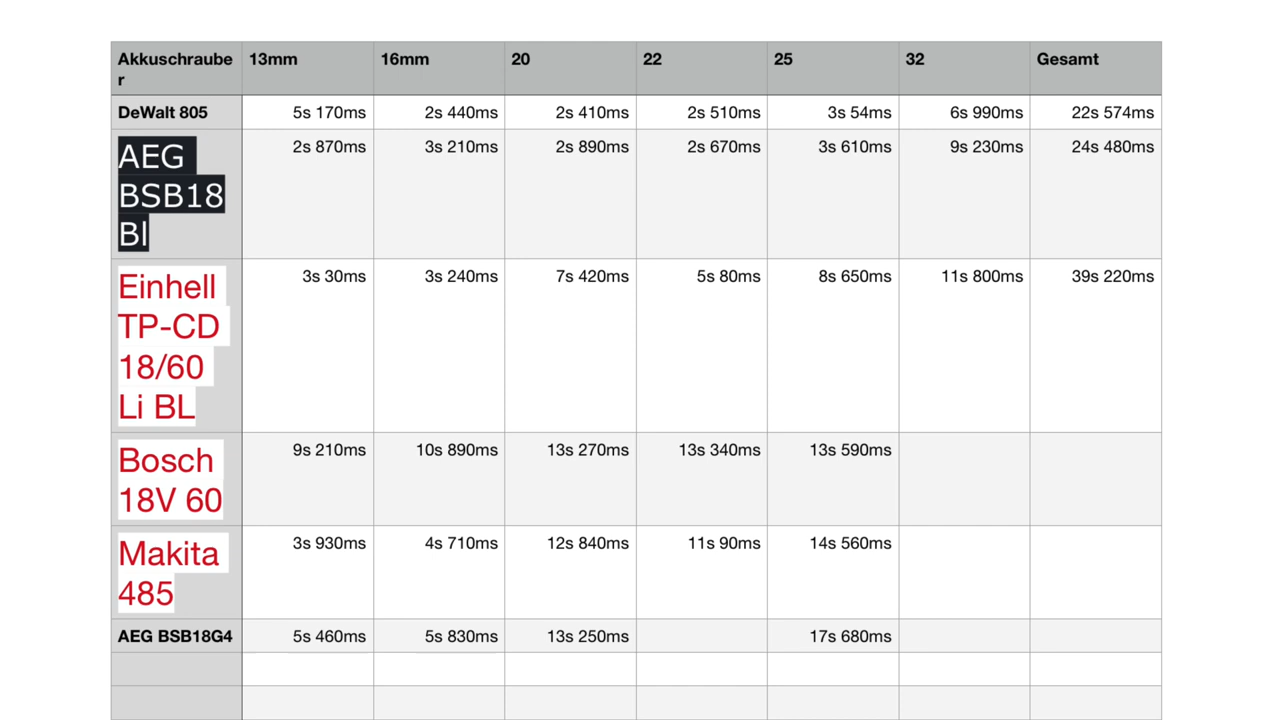 Akkuschraube
r
13mm
16mm
20
22
25
32
Gesamt
DeWalt 805
5s 170ms
2s 440ms
2s 410ms
2s 510ms
3s 54ms
6s 990ms
22s 574ms
AEG
BSB18
Bl
2s 870ms
3s 210ms
2s 890ms
2s 670ms
3s 610ms
9s 230ms
24s 480ms
Einhell
TP-CD
18/60
Li BL
3s 30ms
3s 240ms
7s 420ms
5s 80ms
8s 650ms
11s 800ms
39s 220ms
Bosch
18V 60
9s 210ms
10s 890ms
13s 270ms
13s 340ms
13s 590ms
Makita
485
3s 930ms
4s 710ms
12s 840ms
11s 90ms
14s 560ms
AEG BSB18G4
5s 460ms
5s 830ms
13s 250ms
17s 680ms